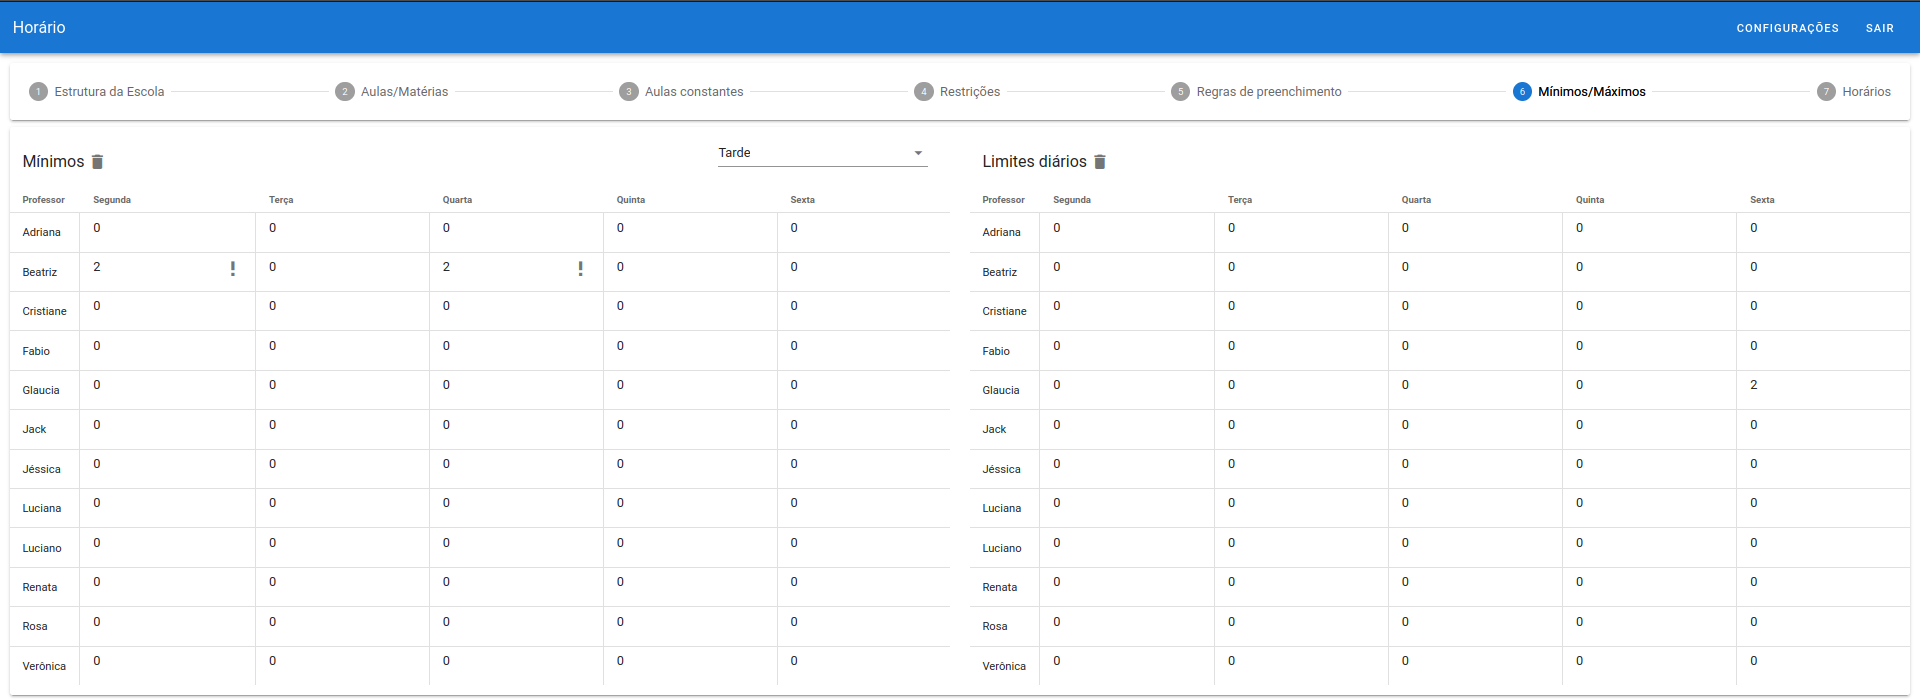 Horário
CONFIGURAÇÕES SAIR
1 Estrutura da Escola 2 Aulas/Matérias 3 Aulas constantes 4 Restrições 5 Regras de preenchimento 6 Mínimos/Máximos 7 Horários
Mínimos
Tarde
Professor Segunda Terça Quarta Quinta Sexta
Adriana 0 0 0 0 0
Beatriz 2 ! 0 2 ! 0 0
Cristiane 0 0 0 0 0
Fabio 0 0 0 0 0
Glaucia 0 0 0 0 0
Jack 0 0 0 0 0
Jéssica 0 0 0 0 0
Luciana 0 0 0 0 0
Luciano 0 0 0 0 0
Renata 0 0 0 0 0
Rosa 0 0 0 0 0
Verônica 0 0 0 0 0
Limites diários
Professor Segunda Terça Quarta Quinta Sexta
Adriana 0 0 0 0 0
Beatriz 0 0 0 0 0
Cristiane 0 0 0 0 0
Fabio 0 0 0 0 0
Glaucia 0 0 0 0 2
Jack 0 0 0 0 0
Jéssica 0 0 0 0 0
Luciana 0 0 0 0 0
Luciano 0 0 0 0 0
Renata 0 0 0 0 0
Rosa 0 0 0 0 0
Verônica 0 0 0 0 0